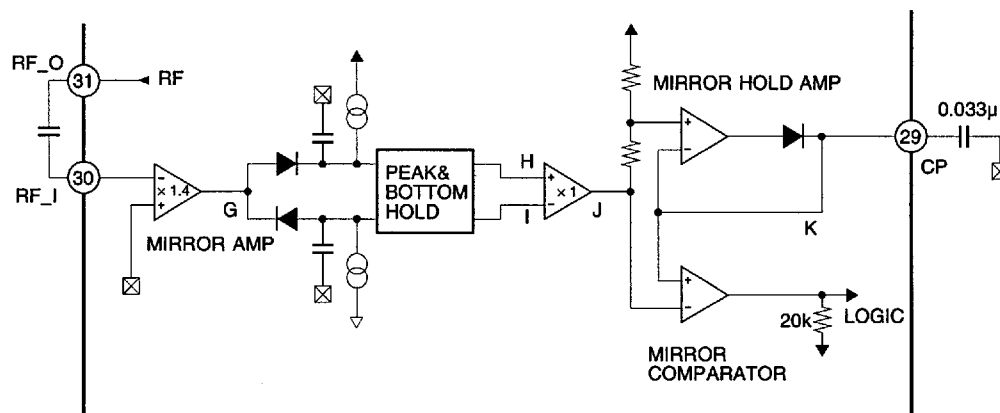 RF_O
31
RF
RF_I
30
−
× 1.4
+
G
MIRROR AMP
PEAK&
BOTTOM
HOLD
H
I
+
× 1
−
J
MIRROR HOLD AMP
+
−
K
29
CP
0.033µ
+
−
MIRROR
COMPARATOR
20k
LOGIC